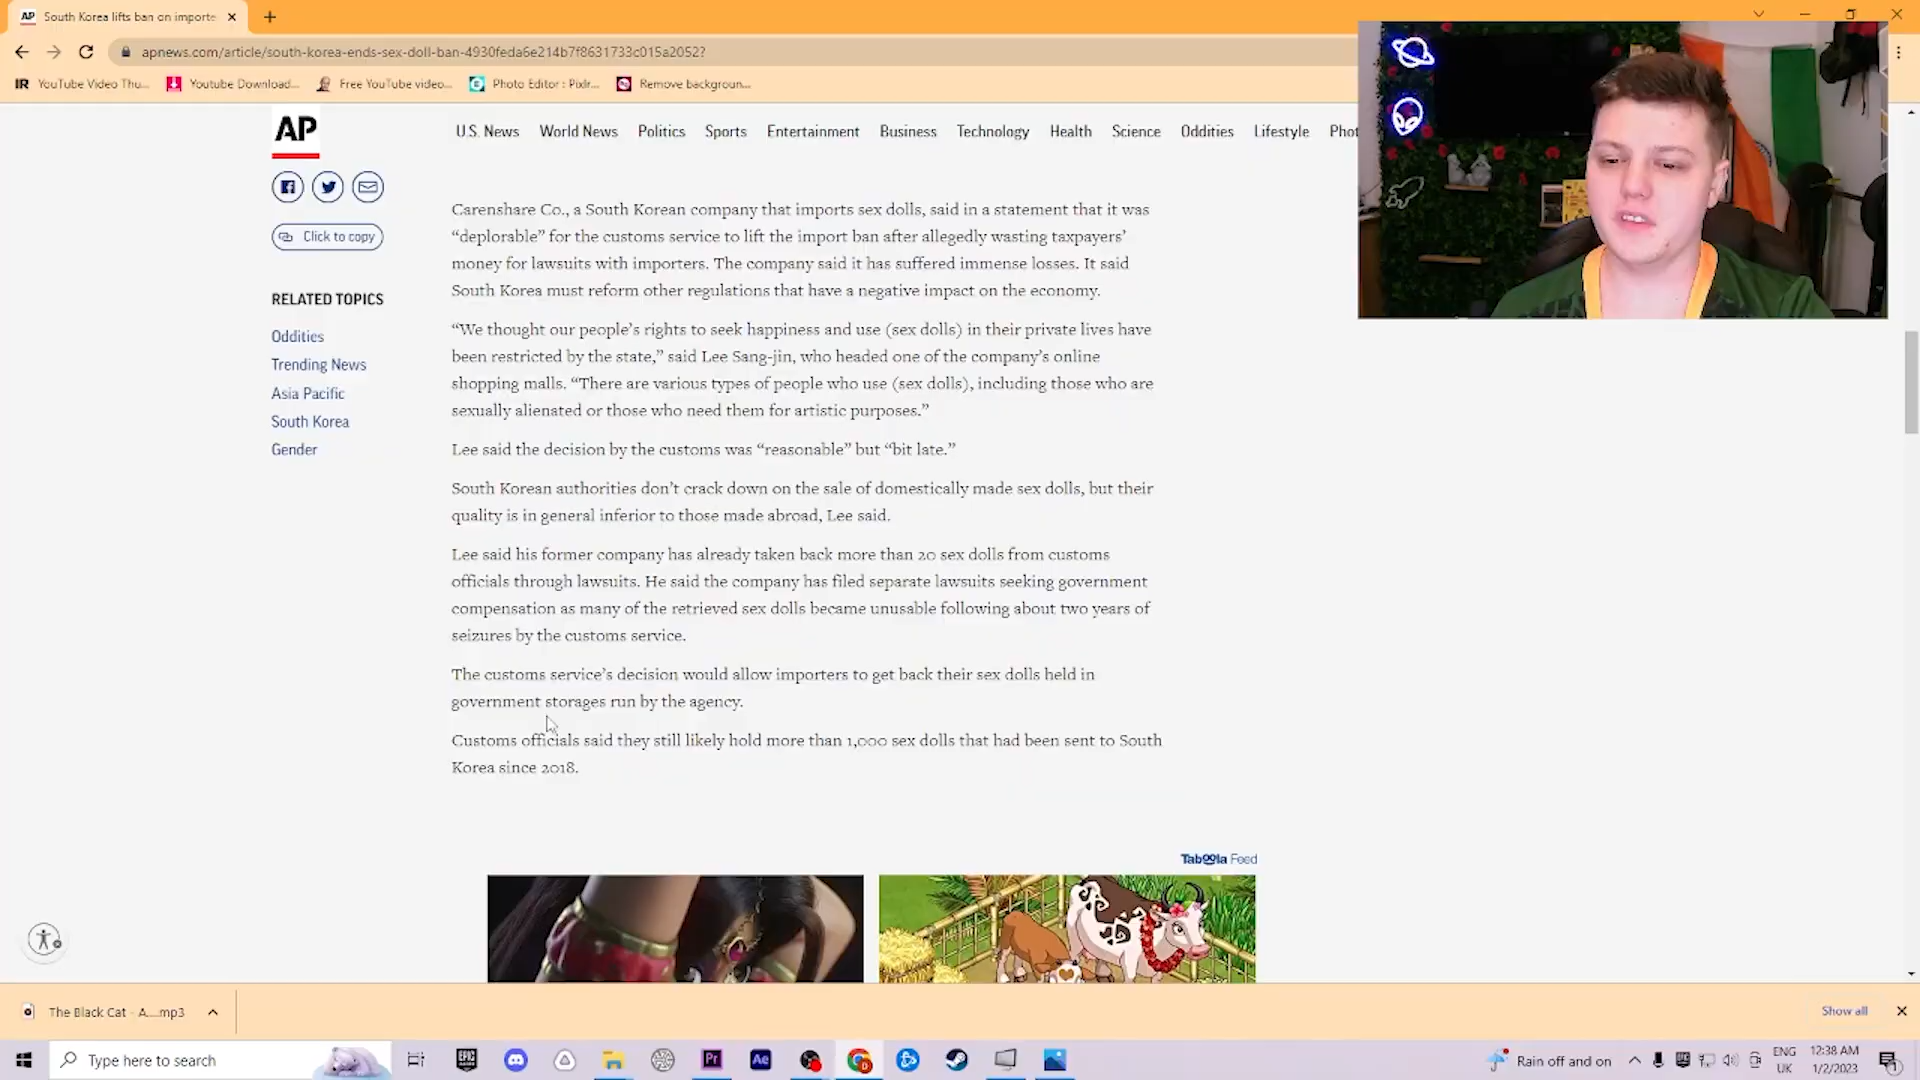 AP South Korea lifts ban on importe
apnews.com/article/south-korea-ends-sex-doll-ban-4930feda6e214b7f8631733c015a2052?
IR YouTube Video Thu... Youtube Download... Free YouTube video... Photo Editor : Pixlr... Remove backgroun...
AP
U.S. News World News Politics Sports Entertainment Business Technology Health Science Oddities Lifestyle Phot
Click to copy
RELATED TOPICS
Oddities
Trending News
Asia Pacific
South Korea
Gender
Carenshare Co., a South Korean company that imports sex dolls, said in a statement that it was
“deplorable” for the customs service to lift the import ban after allegedly wasting taxpayers’
money for lawsuits with importers. The company said it has suffered immense losses. It said
South Korea must reform other regulations that have a negative impact on the economy.
“We thought our people’s rights to seek happiness and use (sex dolls) in their private lives have
been restricted by the state,” said Lee Sang-jin, who headed one of the company’s online
shopping malls. “There are various types of people who use (sex dolls), including those who are
sexually alienated or those who need them for artistic purposes.”
Lee said the decision by the customs was “reasonable” but “bit late.”
South Korean authorities don’t crack down on the sale of domestically made sex dolls, but their
quality is in general inferior to those made abroad, Lee said.
Lee said his former company has already taken back more than 20 sex dolls from customs
officials through lawsuits. He said the company has filed separate lawsuits seeking government
compensation as many of the retrieved sex dolls became unusable following about two years of
seizures by the customs service.
The customs service’s decision would allow importers to get back their sex dolls held in
government storages run by the agency.
Customs officials said they still likely hold more than 1,000 sex dolls that had been sent to South
Korea since 2018.
Taboola Feed
The Black Cat - A....mp3
Show all
Type here to search
EPIC GAMES
Pr
Ae
Rain off and on
ENG
UK
12:38 AM
1/2/2023